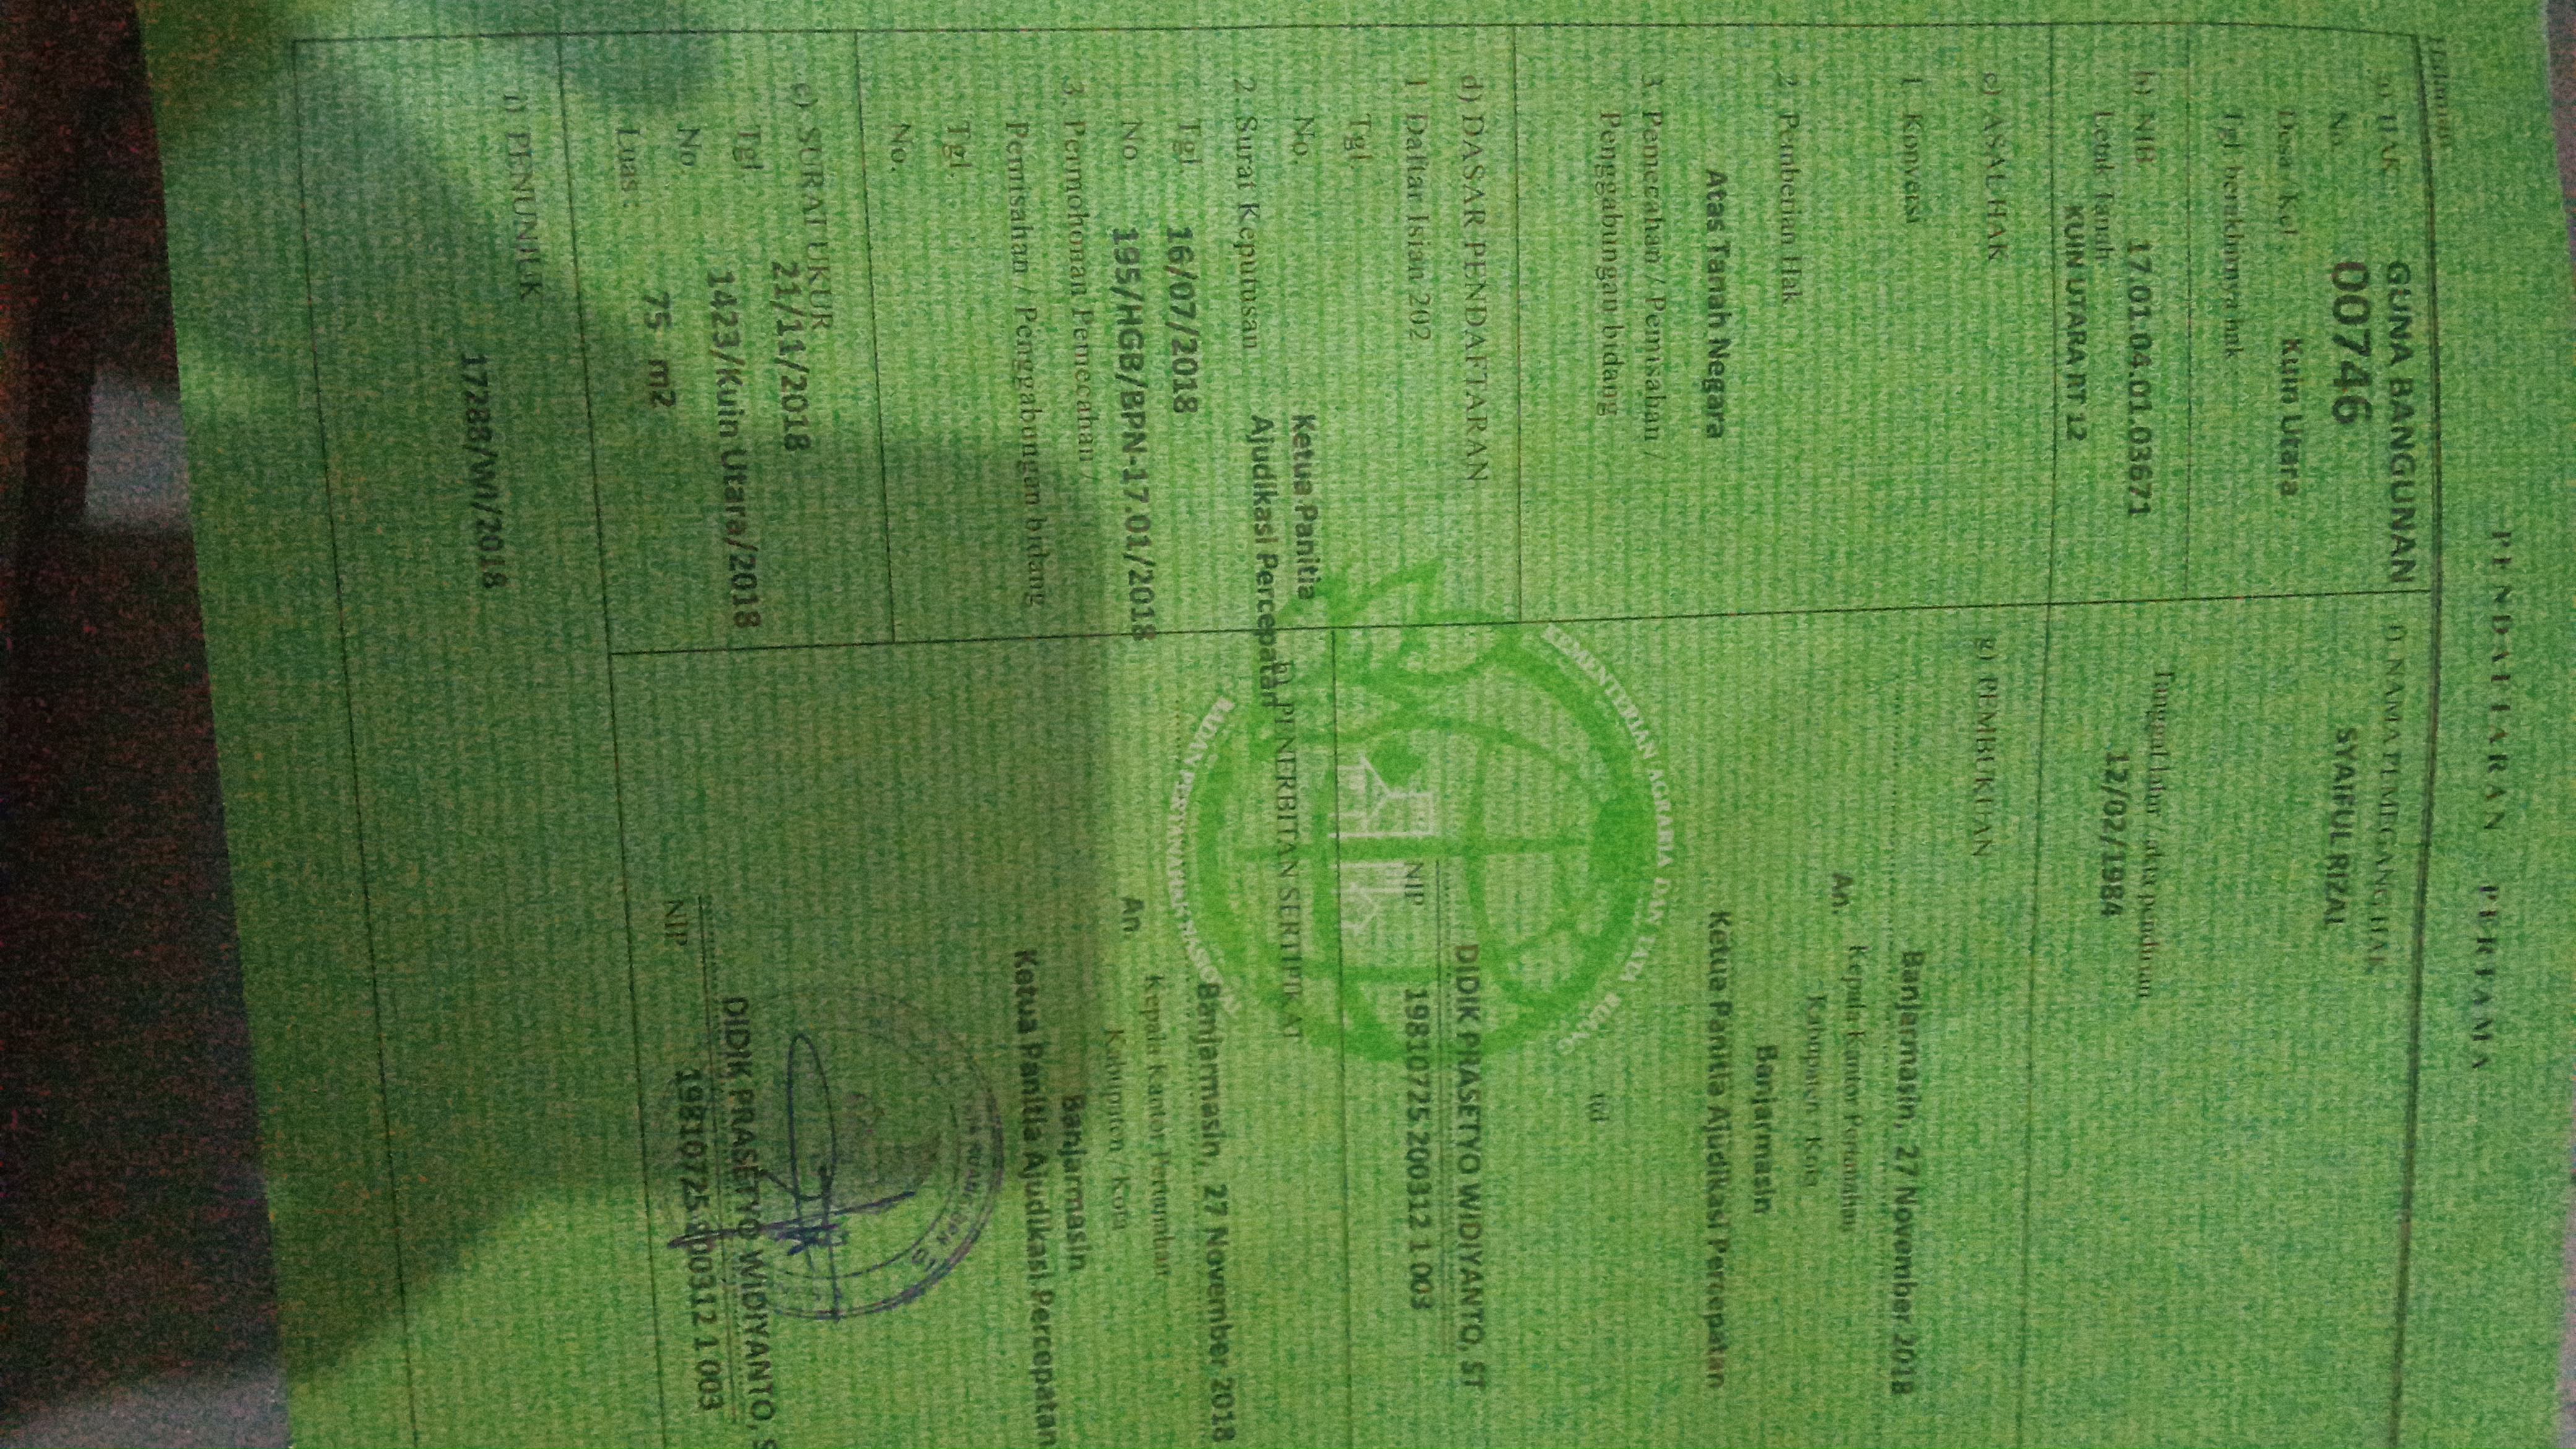 PENDAFTARAN PERTAMA
Halaman
a) HAK : GUNA BANGUNAN
No. 00746
Desa / Kel : Kuin Utara
Tgl. berakhirnya hak :
b) NIB 17.01.04.01.03671
Letak Tanah
KUIN UTARA RT 12
c) ASAL HAK
1. Konversi
2. Pemberian Hak
Atas Tanah Negara
3. Pemecahan / Pemisahan /
Penggabungan bidang
d) DASAR PENDAFTARAN
1. Daftar Isian 202
Tgl.
No. Ketua Panitia
2. Surat Keputusan Ajudikasi Percepatan
Tgl. 16/07/2018
No 195/HGB/BPN-17.01/2018
3. Permohonan Pemecahan /
Pemisahan / Penggabungan bidang
Tgl.
No.
e) SURAT UKUR
Tgl 21/11/2018
No. 1423/Kuin Utara/2018
Luas : 75 m2
f) NAMA PEMEGANG HAK
SYAIFUL RIZAL
Tanggal lahir / akta pendirian
12/02/1984
g) PEMBUKUAN
Banjarmasin, 27 November 2018
An. Kepala Kantor Pertanahan
Kabupaten / Kota
Banjarmasin
Ketua Panitia Ajudikasi Percepatan
ttd
DIDIK PRASETYO WIDIYANTO, ST
NIP 19810725 200312 1 003
h) PENERBITAN SERTIPIKAT
Banjarmasin, 27 November 2018
An. Kepala Kantor Pertanahan
Kabupaten / Kota
Banjarmasin
Ketua Panitia Ajudikasi Percepatan
DIDIK PRASETYO WIDIYANTO, S
NIP 19810725 200312 1 003
i) PENUNJUK
17288/WI/2018
KEMENTERIAN AGRARIA DAN TATA RUANG
BADAN PERTANAHAN NASIONAL